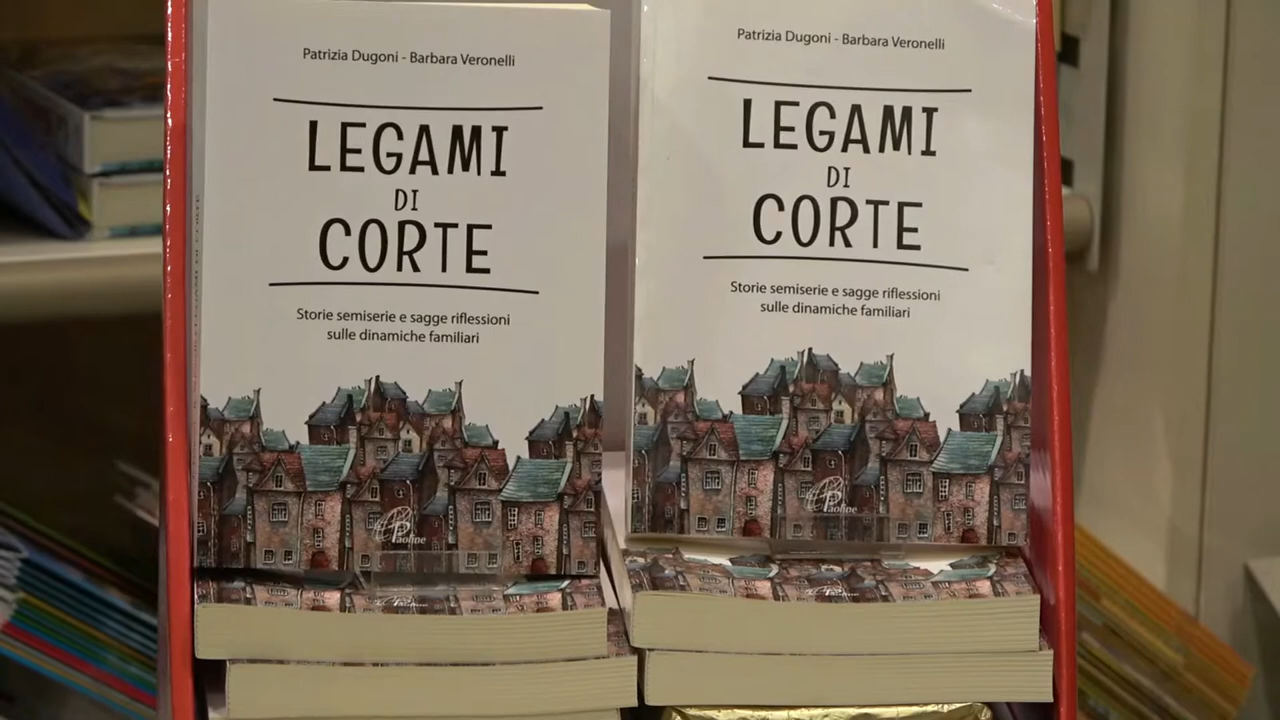 Patrizia Dugoni - Barbara Veronelli
LEGAMI
DI
CORTE
Storie semiserie e sagge riflessioni
sulle dinamiche familiari
Paoline
Patrizia Dugoni - Barbara Veronelli
LEGAMI
DI
CORTE
Storie semiserie e sagge riflessioni
sulle dinamiche familiari
Paoline